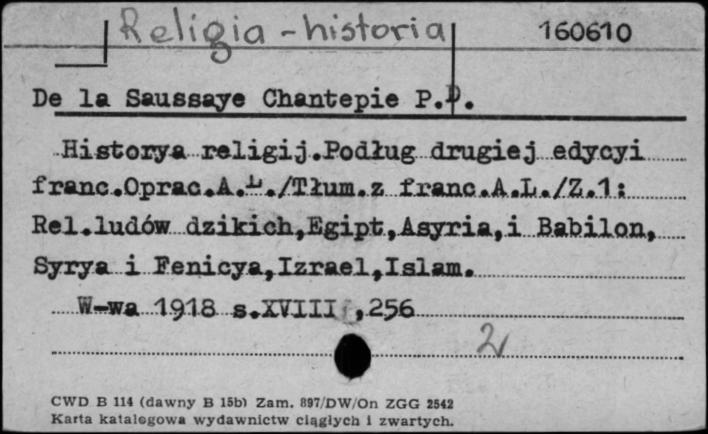 Religia - historia 160610
De la Saussaye Chantepie P.D.
Historya religij.Podług drugiej edycyi
franc.Oprac.A.L./Tłum.z franc.A.L./Z.1:
Rel.ludów dzikich,Egipt,Asyria,i Babilon,
Syrya i Fenicya,Izrael,Islam.
W-wa 1918 s.XVIII ,256
2
CWD B 114 (dawny B 15b) Zam. 897/DW/On ZGG 2542
Karta katalogowa wydawnictw ciągłych i zwartych.